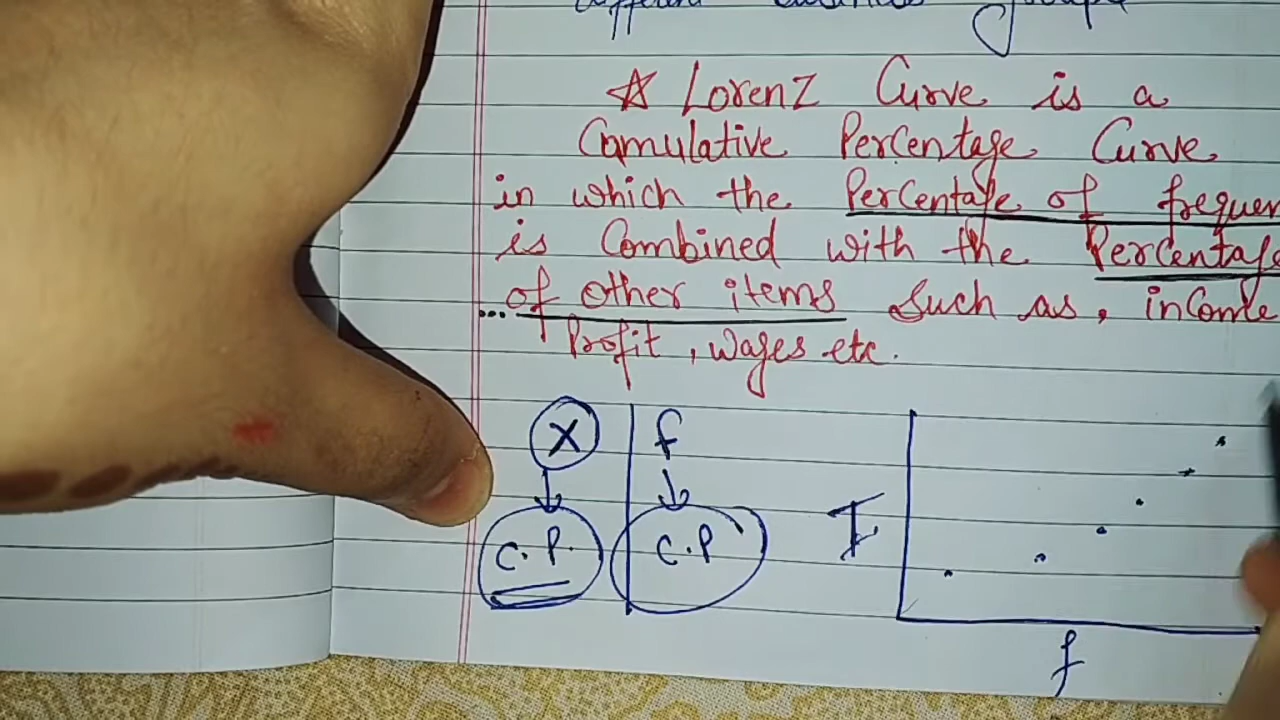 ☆ Lorenz Curve is a
Camulative Percentage Curve
in which the Percentage of frequen
is Combined with the Percentage
of other items Such as, income
Profit, wages etc.
X f
C.P. C.P
I
f